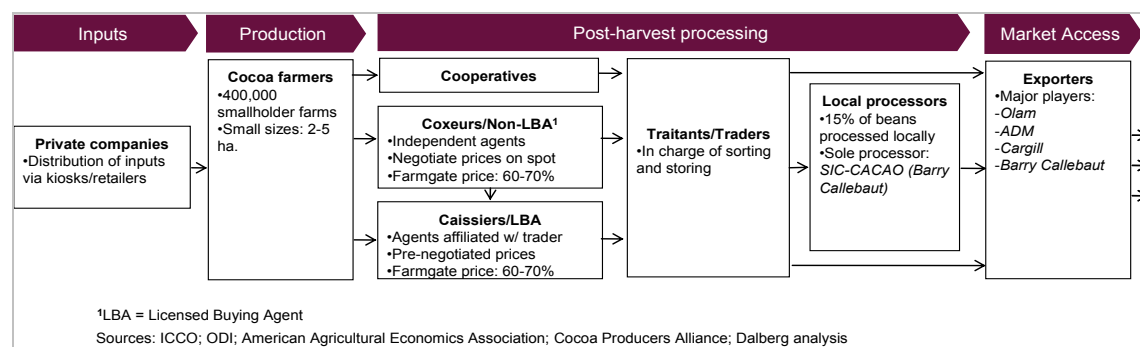 Inputs
Production
Post-harvest processing
Market Access
Private companies
•Distribution of inputs
via kiosks/retailers
Cocoa farmers
•400,000
smallholder farms
•Small sizes: 2-5
ha.
Cooperatives
Coxeurs/Non-LBA¹
•Independent agents
•Negotiate prices on spot
•Farmgate price: 60-70%
Caissiers/LBA
•Agents affiliated w/ trader
•Pre-negotiated prices
•Farmgate price: 60-70%
Traitants/Traders
•In charge of sorting
and storing
Local processors
•15% of beans
processed locally
•Sole processor:
SIC-CACAO (Barry
Callebaut)
Exporters
•Major players:
-Olam
-ADM
-Cargill
-Barry Callebaut
¹LBA = Licensed Buying Agent
Sources: ICCO; ODI; American Agricultural Economics Association; Cocoa Producers Alliance; Dalberg analysis